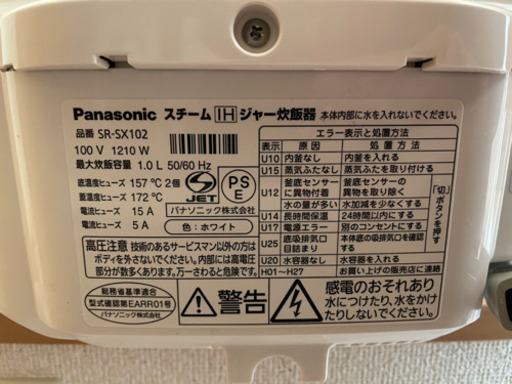 Panasonic スチーム IH ジャー炊飯器 本体内部に水を入れないでください。
品番 SR-SX102
100 V 1210 W
最大炊飯容量 1.0 L 50/60 Hz
底温度ヒューズ 157℃ 2個
蓋温度ヒューズ 172℃
電流ヒューズ 15 A
電流ヒューズ 5 A
JET
PS
E
パナソニック株式会社
色：ホワイト
高圧注意 技術のあるサービスマン以外の方は
ボディを外さないでください。内部には高電圧
部分が多くありますが、万一さわると危険です。
総務省基準適合
型式確認第EARR01号
パナソニック株式会社
エラー表示と処置方法
表示 原因 処置方法
U10 内釜なし 内釜を入れる
U15 蒸気ふたなし 蒸気ふたを取り付ける
U12 釜底センサーに異物付着 釜底センサーの異物を取り除く
水の量が多い 水加減を少なくする
U14 長時間保温 24時間以内にする
U17 電源エラー 別のコンセントにする
U25 底吸排気口目詰まり 本体底の吸排気口を確認する
U20 水容器なし 水容器を入れる
H01〜H27 お買い上げの販売店に連絡
「切」ボタンを押す
警告
感電のおそれあり
水につけたり、水をかけ
たりしないでください。